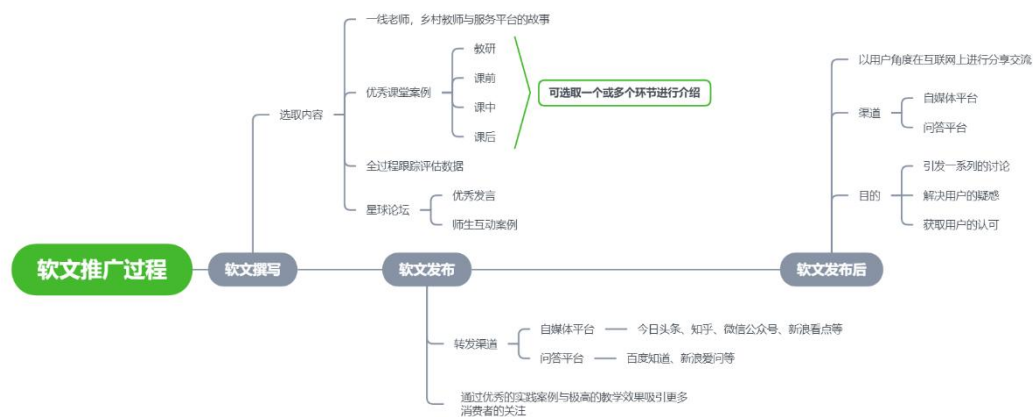 软文推广过程
软文撰写
选取内容
一线老师，乡村教师与服务平台的故事
优秀课堂案例
教研
课前
课中
课后
可选取一个或多个环节进行介绍
全过程跟踪评估数据
星球论坛
优秀发言
师生互动案例
软文发布
转发渠道
自媒体平台
今日头条、知乎、微信公众号、新浪看点等
问答平台
百度知道、新浪爱问等
通过优秀的实践案例与极高的教学效果吸引更多
消费者的关注
软文发布后
以用户角度在互联网上进行分享交流
渠道
自媒体平台
问答平台
目的
引发一系列的讨论
解决用户的疑惑
获取用户的认可